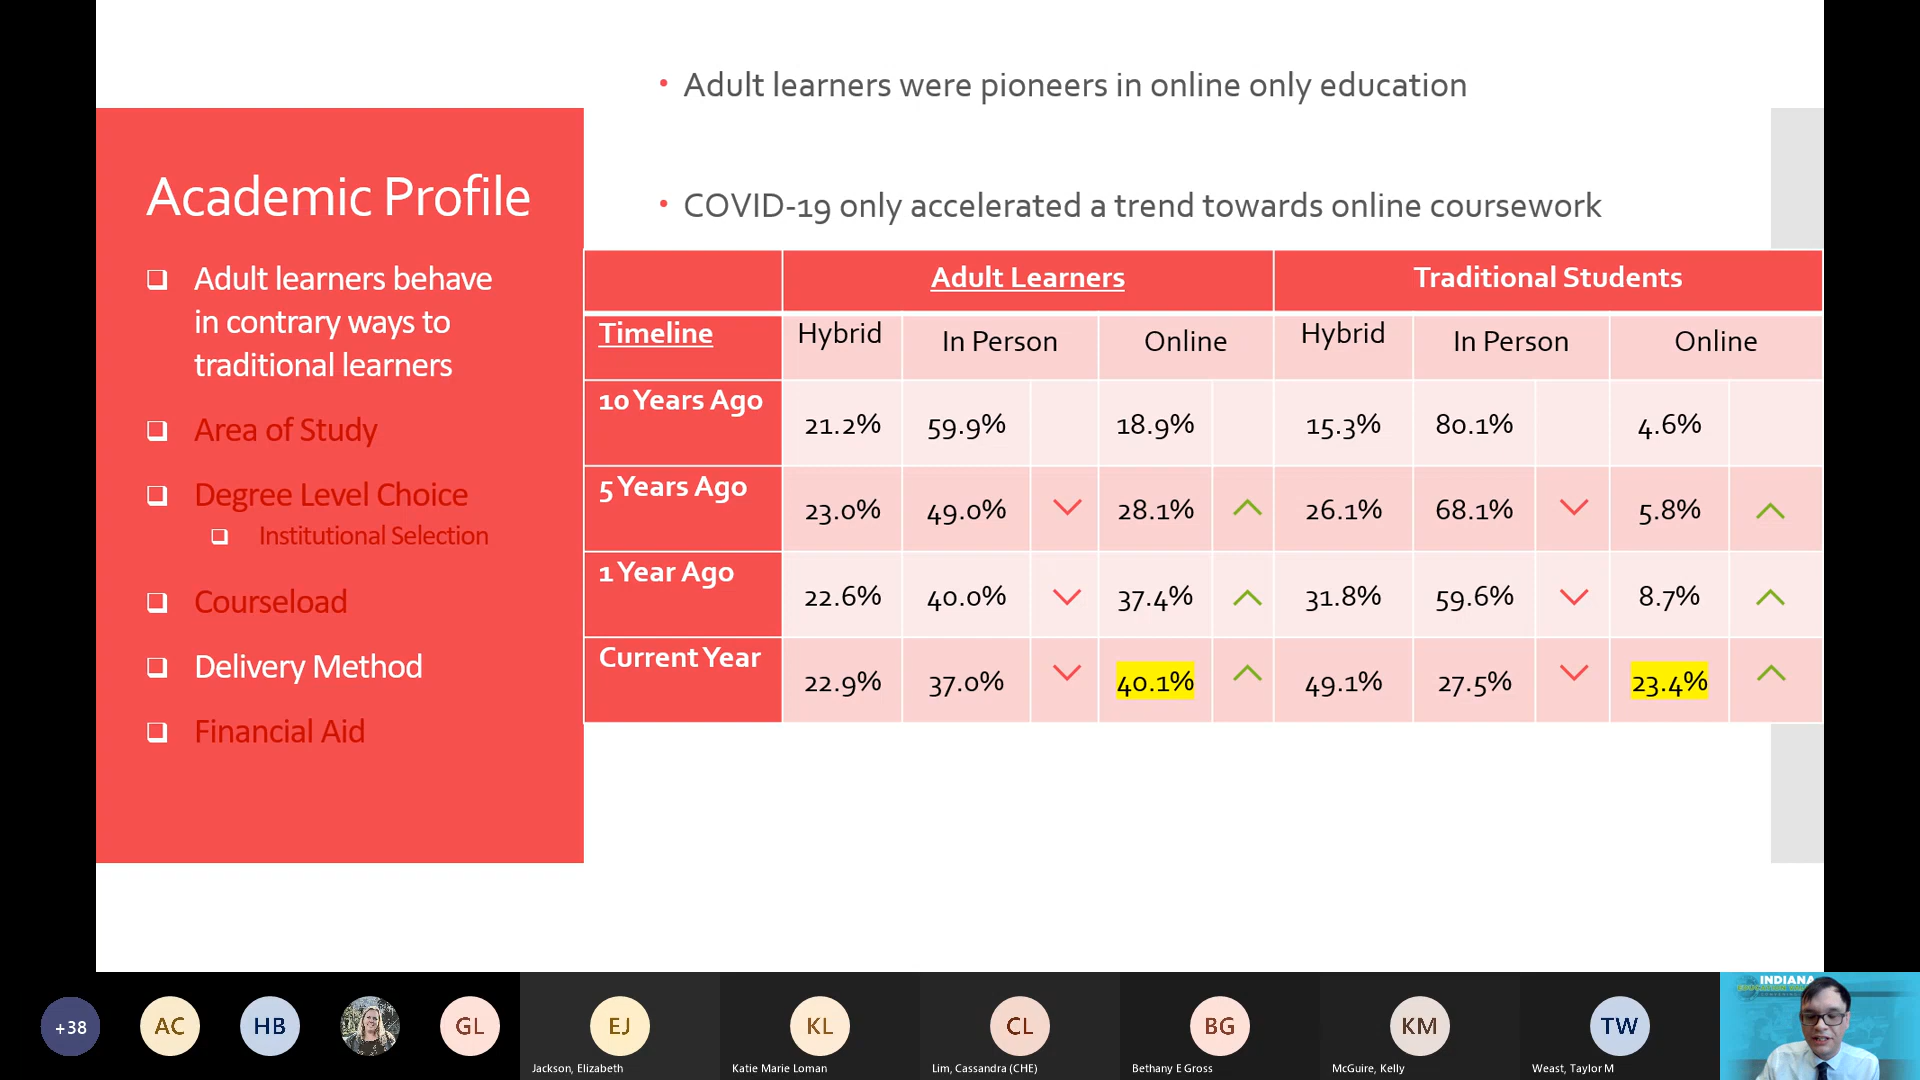 • Adult learners were pioneers in online only education
• COVID-19 only accelerated a trend towards online coursework
Academic Profile
Adult learners behave
in contrary ways to
traditional learners
Area of Study
Degree Level Choice
Institutional Selection
Courseload
Delivery Method
Financial Aid
Adult Learners Traditional Students
Timeline Hybrid In Person Online Hybrid In Person Online
10 Years Ago 21.2% 59.9% 18.9% 15.3% 80.1% 4.6%
5 Years Ago 23.0% 49.0% 28.1% 26.1% 68.1% 5.8%
1 Year Ago 22.6% 40.0% 37.4% 31.8% 59.6% 8.7%
Current Year 22.9% 37.0% 40.1% 49.1% 27.5% 23.4%
+38 AC HB GL EJ KL CL BG KM TW
Jackson, Elizabeth Katie Marie Loman Lim, Cassandra (CHE) Bethany E Gross McGuire, Kelly Weast, Taylor M
INDIANA